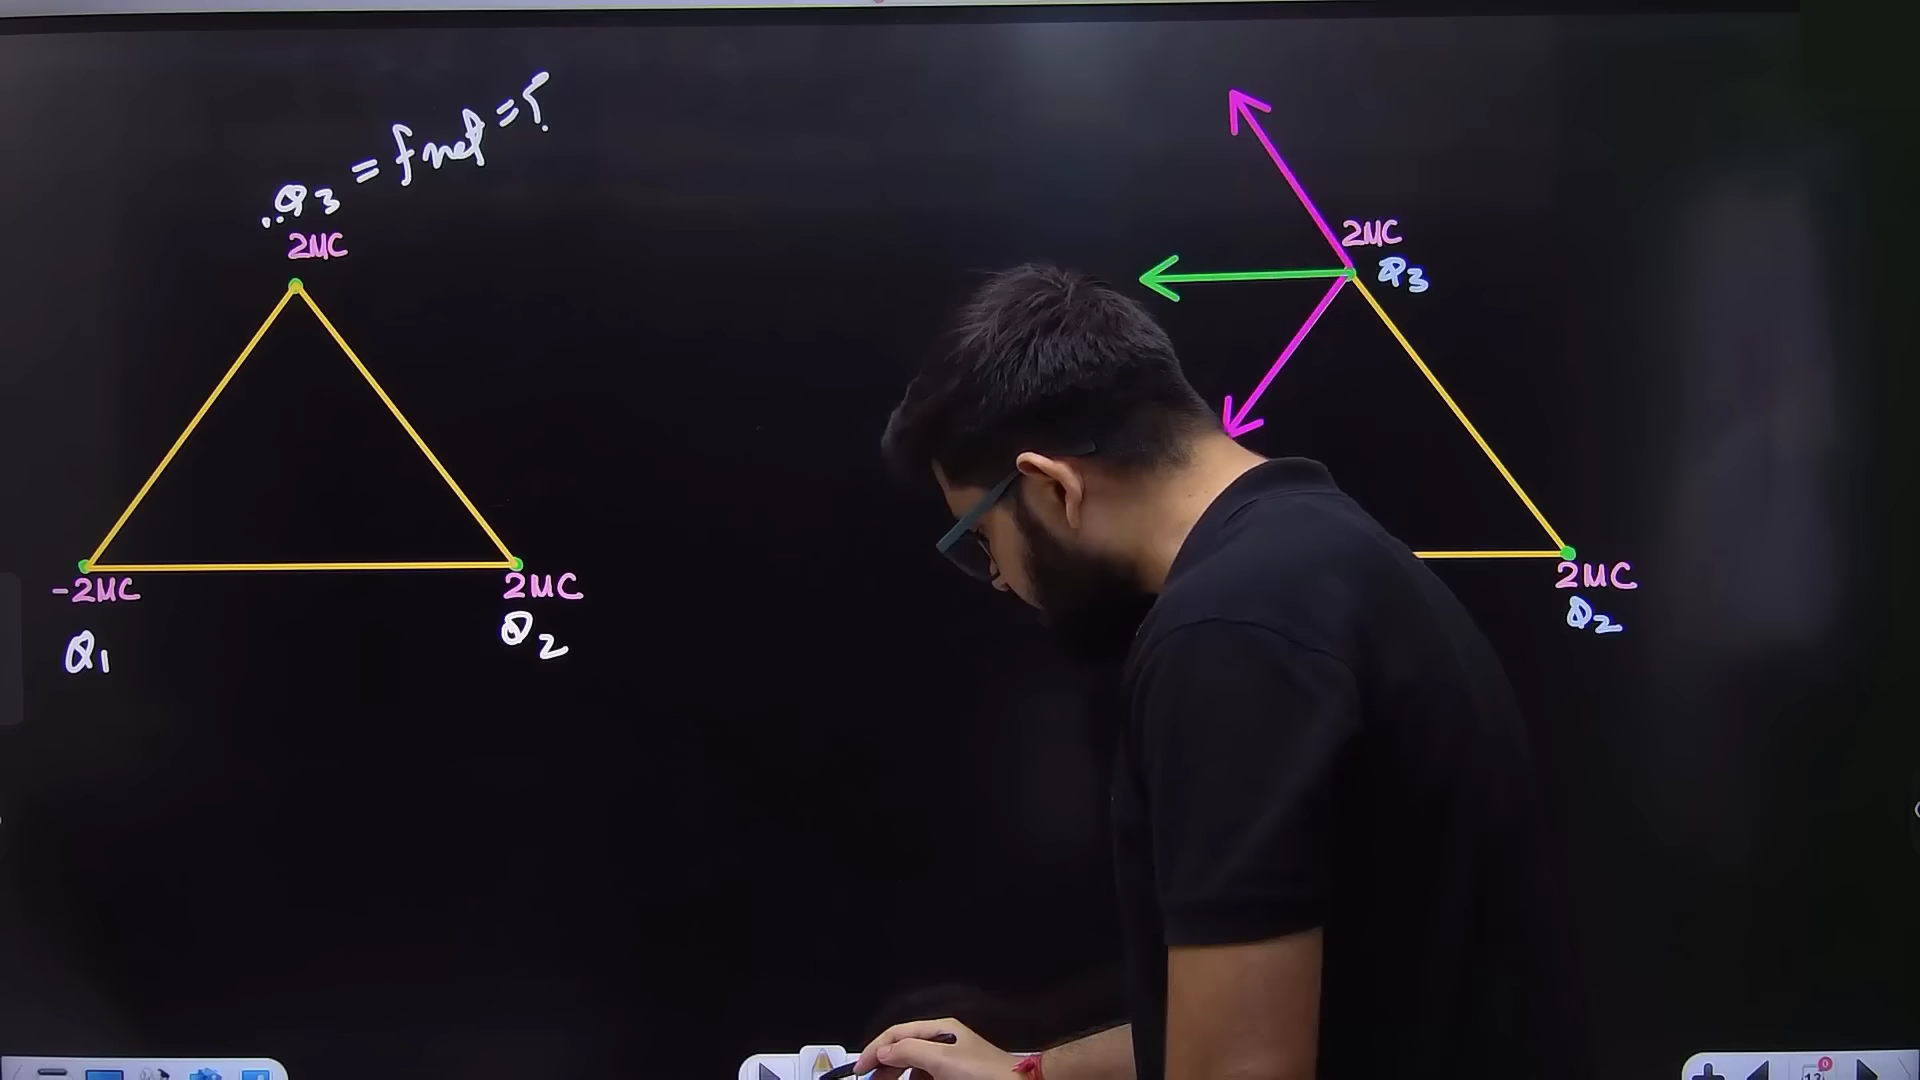 Q3 = fnet = ?
2MC
-2MC
Q1
2MC
Q2
2MC
Q3
2MC
Q2